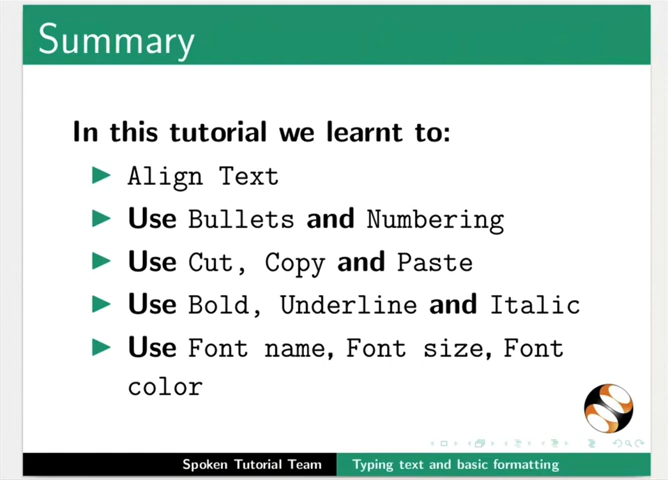 Summary
In this tutorial we learnt to:
Align Text
Use Bullets and Numbering
Use Cut, Copy and Paste
Use Bold, Underline and Italic
Use Font name, Font size, Font
color
Spoken Tutorial Team
Typing text and basic formatting